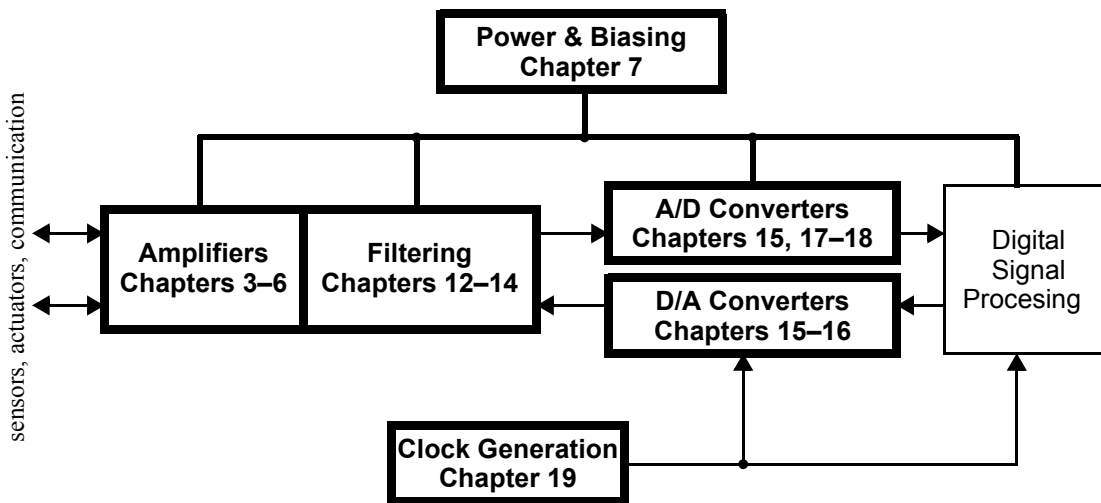 Power & Biasing
Chapter 7
sensors, actuators, communication
Amplifiers
Chapters 3–6
Filtering
Chapters 12–14
A/D Converters
Chapters 15, 17–18
D/A Converters
Chapters 15–16
Digital
Signal
Procesing
Clock Generation
Chapter 19